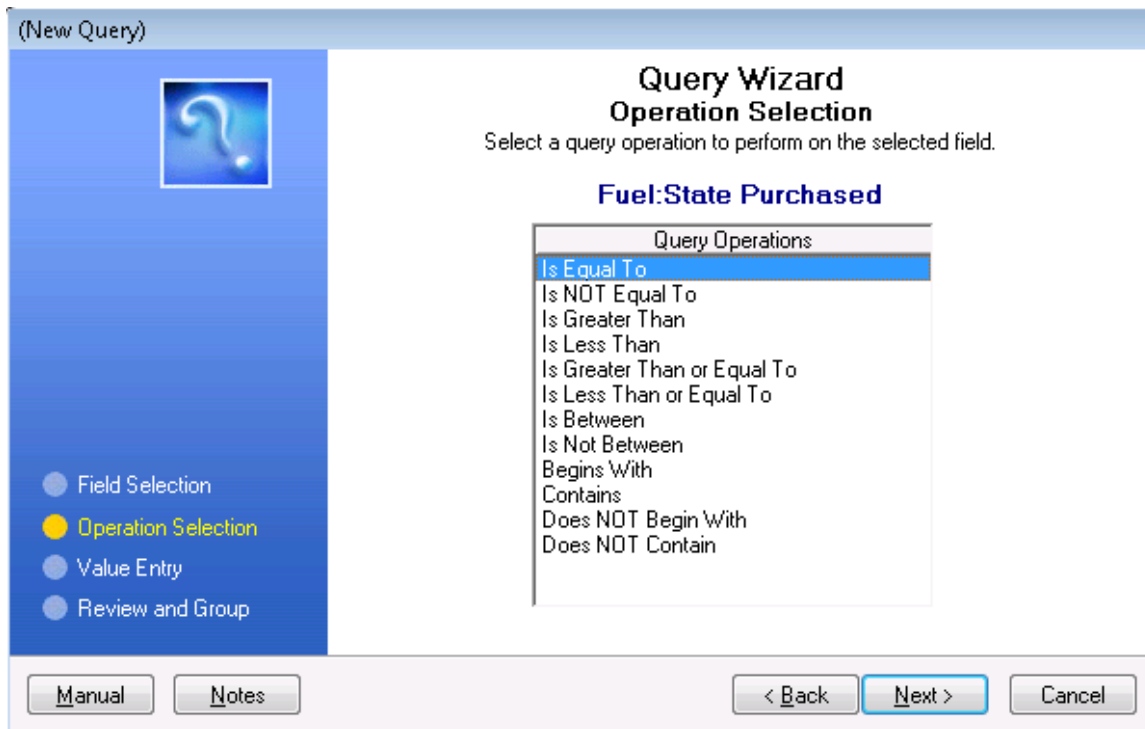 (New Query)
Query Wizard
Operation Selection
Select a query operation to perform on the selected field.
Fuel:State Purchased
Query Operations
Is Equal To
Is NOT Equal To
Is Greater Than
Is Less Than
Is Greater Than or Equal To
Is Less Than or Equal To
Is Between
Is Not Between
Begins With
Contains
Does NOT Begin With
Does NOT Contain
Field Selection
Operation Selection
Value Entry
Review and Group
Manual
Notes
< Back
Next >
Cancel